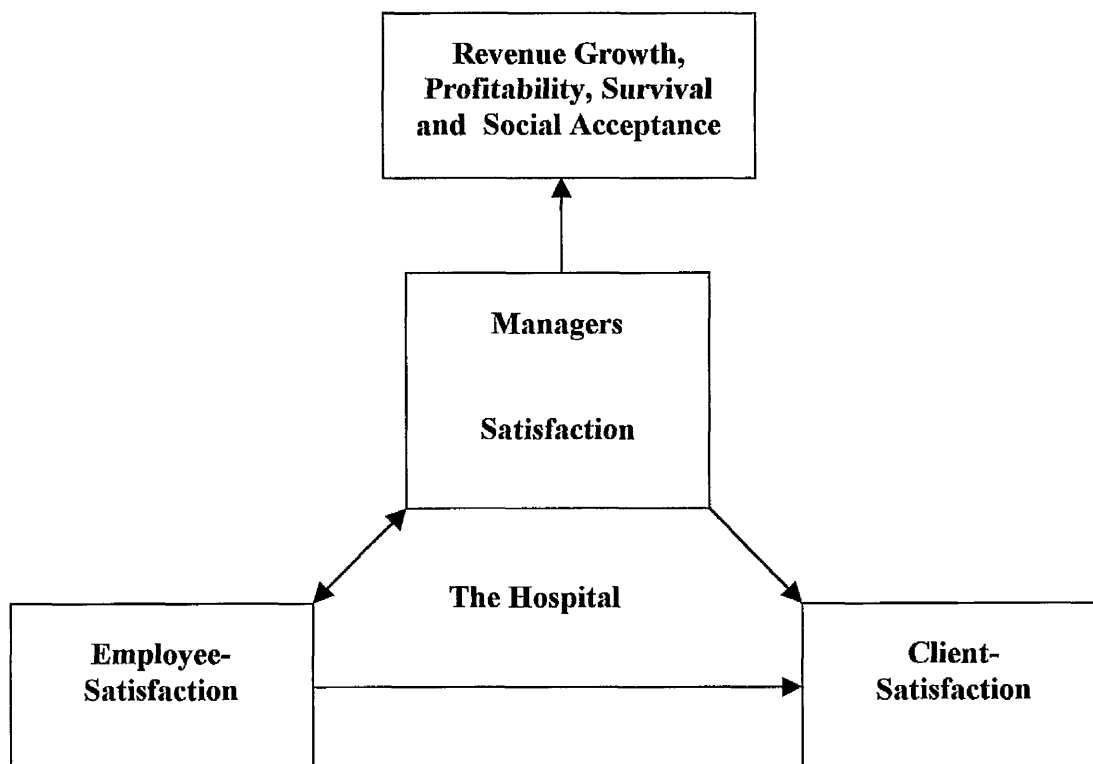 Revenue Growth,
Profitability, Survival
and Social Acceptance
Managers
Satisfaction
The Hospital
Employee-
Satisfaction
Client-
Satisfaction